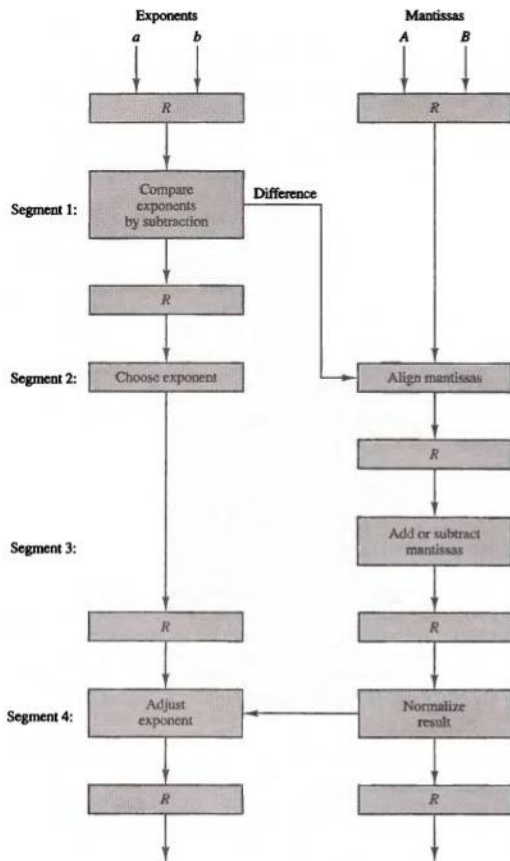 Exponents
a b
Mantissas
A B
R
R
Segment 1:
Compare
exponents
by subtraction
Difference
R
Segment 2:
Choose exponent
Align mantissas
R
Segment 3:
Add or subtract
mantissas
R
R
Segment 4:
Adjust
exponent
Normalize
result
R
R